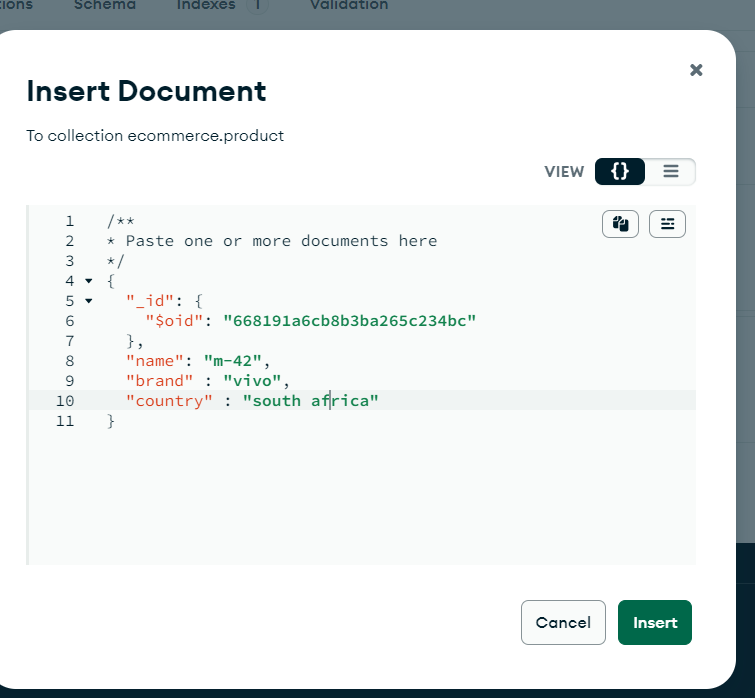 ions Schema Indexes 1 Validation
Insert Document
To collection ecommerce.product
VIEW {}
1 /**
2 * Paste one or more documents here
3 */
4 {
5 "_id": {
6 "$oid": "668191a6cb8b3ba265c234bc"
7 },
8 "name": "m-42",
9 "brand" : "vivo",
10 "country" : "south africa"
11 }
Cancel Insert